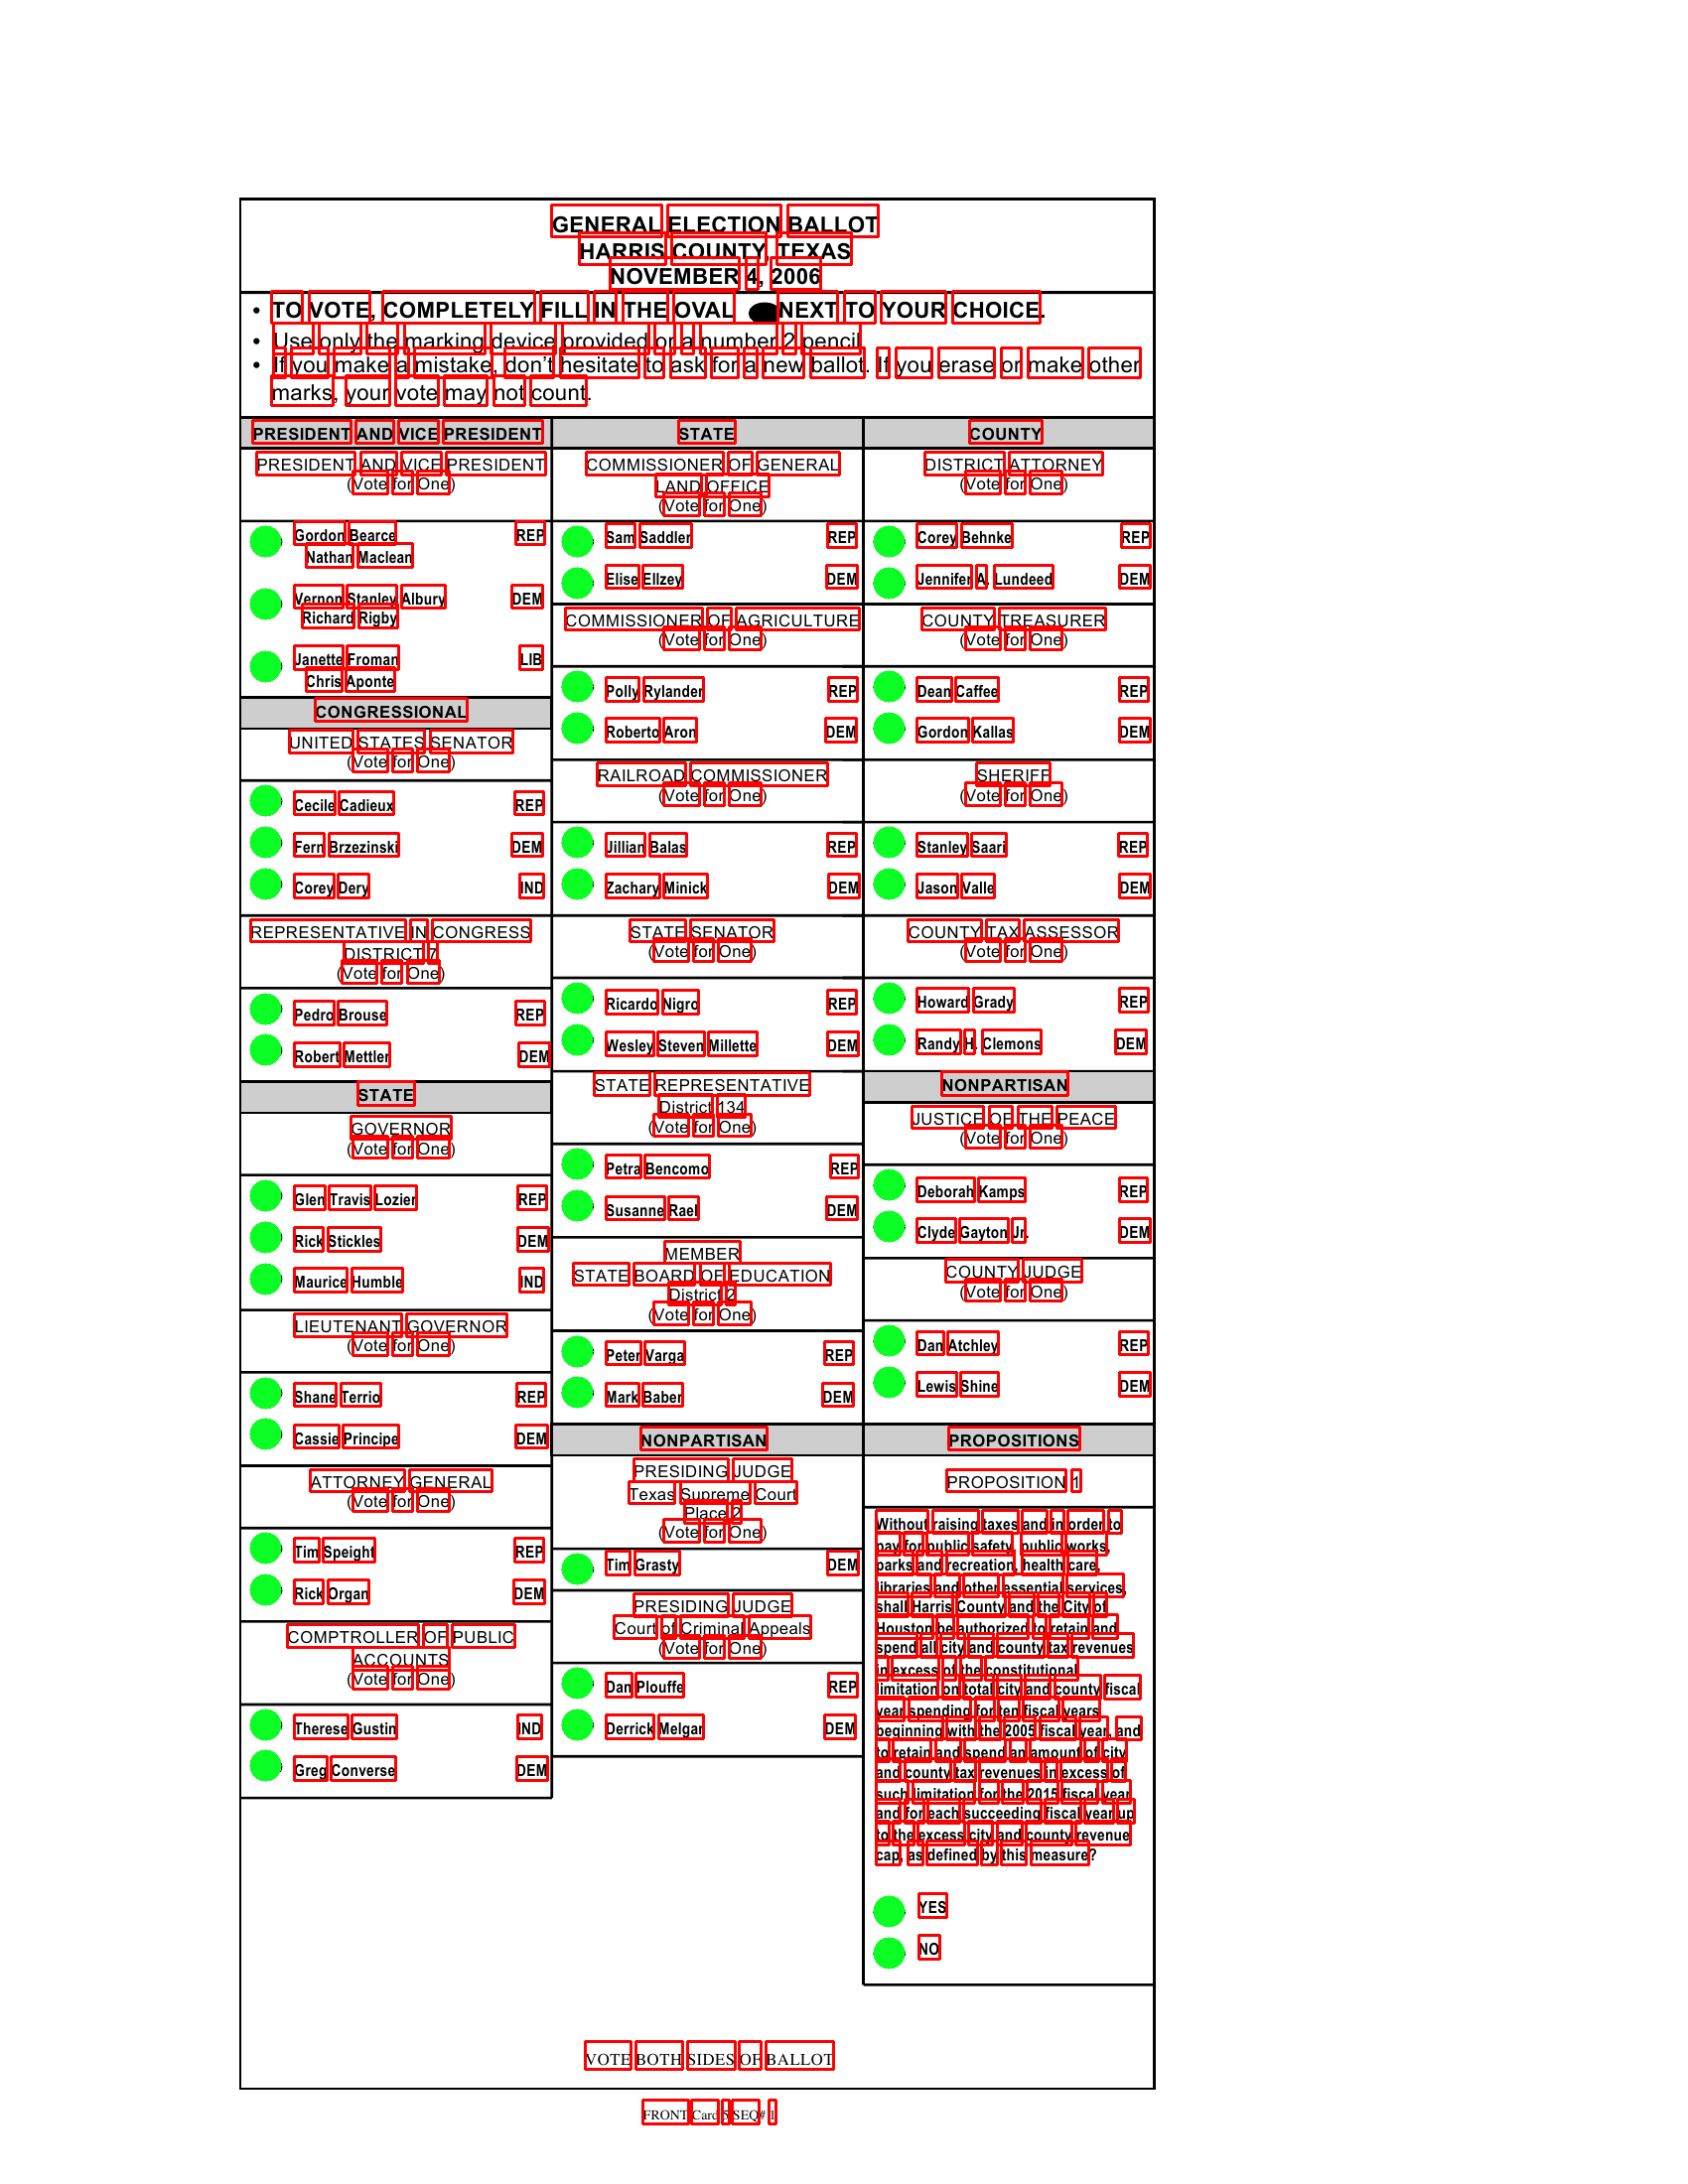 GENERAL ELECTION BALLOT
HARRIS COUNTY, TEXAS
NOVEMBER 4, 2006
• TO VOTE, COMPLETELY FILL IN THE OVAL NEXT TO YOUR CHOICE.
• Use only the marking device provided or a number 2 pencil
• If you make a mistake, don't hesitate to ask for a new ballot. If you erase or make other
marks, your vote may not count.
PRESIDENT AND VICE PRESIDENT
PRESIDENT AND VICE PRESIDENT
(Vote for One)
Gordon Bearce REP
Nathan Maclean
Vernon Stanley Albury DEM
Richard Rigby
Janette Froman LIB
Chris Aponte
CONGRESSIONAL
UNITED STATES SENATOR
(Vote for One)
Cecile Cadieux REP
Fern Brzezinski DEM
Corey Dery IND
REPRESENTATIVE IN CONGRESS
DISTRICT 7
(Vote for One)
Pedro Brouse REP
Robert Mettler DEM
STATE
GOVERNOR
(Vote for One)
Glen Travis Lozier REP
Rick Stickles DEM
Maurice Humble IND
LIEUTENANT GOVERNOR
(Vote for One)
Shane Terrio REP
Cassie Principe DEM
ATTORNEY GENERAL
(Vote for One)
Tim Speight REP
Rick Organ DEM
COMPTROLLER OF PUBLIC
ACCOUNTS
(Vote for One)
Therese Gustin IND
Greg Converse DEM
STATE
COMMISSIONER OF GENERAL
LAND OFFICE
(Vote for One)
Sam Saddler REP
Elise Ellzey DEM
COMMISSIONER OF AGRICULTURE
(Vote for One)
Polly Rylander REP
Roberto Aron DEM
RAILROAD COMMISSIONER
(Vote for One)
Jillian Balas REP
Zachary Minick DEM
STATE SENATOR
(Vote for One)
Ricardo Nigro REP
Wesley Steven Millette DEM
STATE REPRESENTATIVE
District 134
(Vote for One)
Petra Bencomo REP
Susanne Rael DEM
MEMBER
STATE BOARD OF EDUCATION
District 2
(Vote for One)
Peter Varga REP
Mark Baber DEM
NONPARTISAN
PRESIDING JUDGE
Texas Supreme Court
Place 2
(Vote for One)
Tim Grasty DEM
PRESIDING JUDGE
Court of Criminal Appeals
(Vote for One)
Dan Plouffe REP
Derrick Melgar DEM
COUNTY
DISTRICT ATTORNEY
(Vote for One)
Corey Behnke REP
Jennifer A. Lundeed DEM
COUNTY TREASURER
(Vote for One)
Dean Caffee REP
Gordon Kallas DEM
SHERIFF
(Vote for One)
Stanley Saari REP
Jason Valle DEM
COUNTY TAX ASSESSOR
(Vote for One)
Howard Grady REP
Randy H. Clemons DEM
NONPARTISAN
JUSTICE OF THE PEACE
(Vote for One)
Deborah Kamps REP
Clyde Gayton Jr. DEM
COUNTY JUDGE
(Vote for One)
Dan Atchley REP
Lewis Shine DEM
PROPOSITIONS
PROPOSITION 1
Without raising taxes and in order to
pay for public safety, public works,
parks and recreation, health care,
libraries and other essential services,
shall Harris County and the City of
Houston be authorized to retain and
spend all city and county tax revenues
in excess of the constitutional
limitation on total city and county fiscal
year spending for ten fiscal years
beginning with the 2005 fiscal year, and
to retain and spend an amount of city
and county tax revenues in excess of
such limitation for the 2015 fiscal year
and for each succeeding fiscal year up
to the excess city and county revenue
cap, as defined by this measure?
YES
NO
VOTE BOTH SIDES OF BALLOT
FRONT Card 5 SEQ# 1